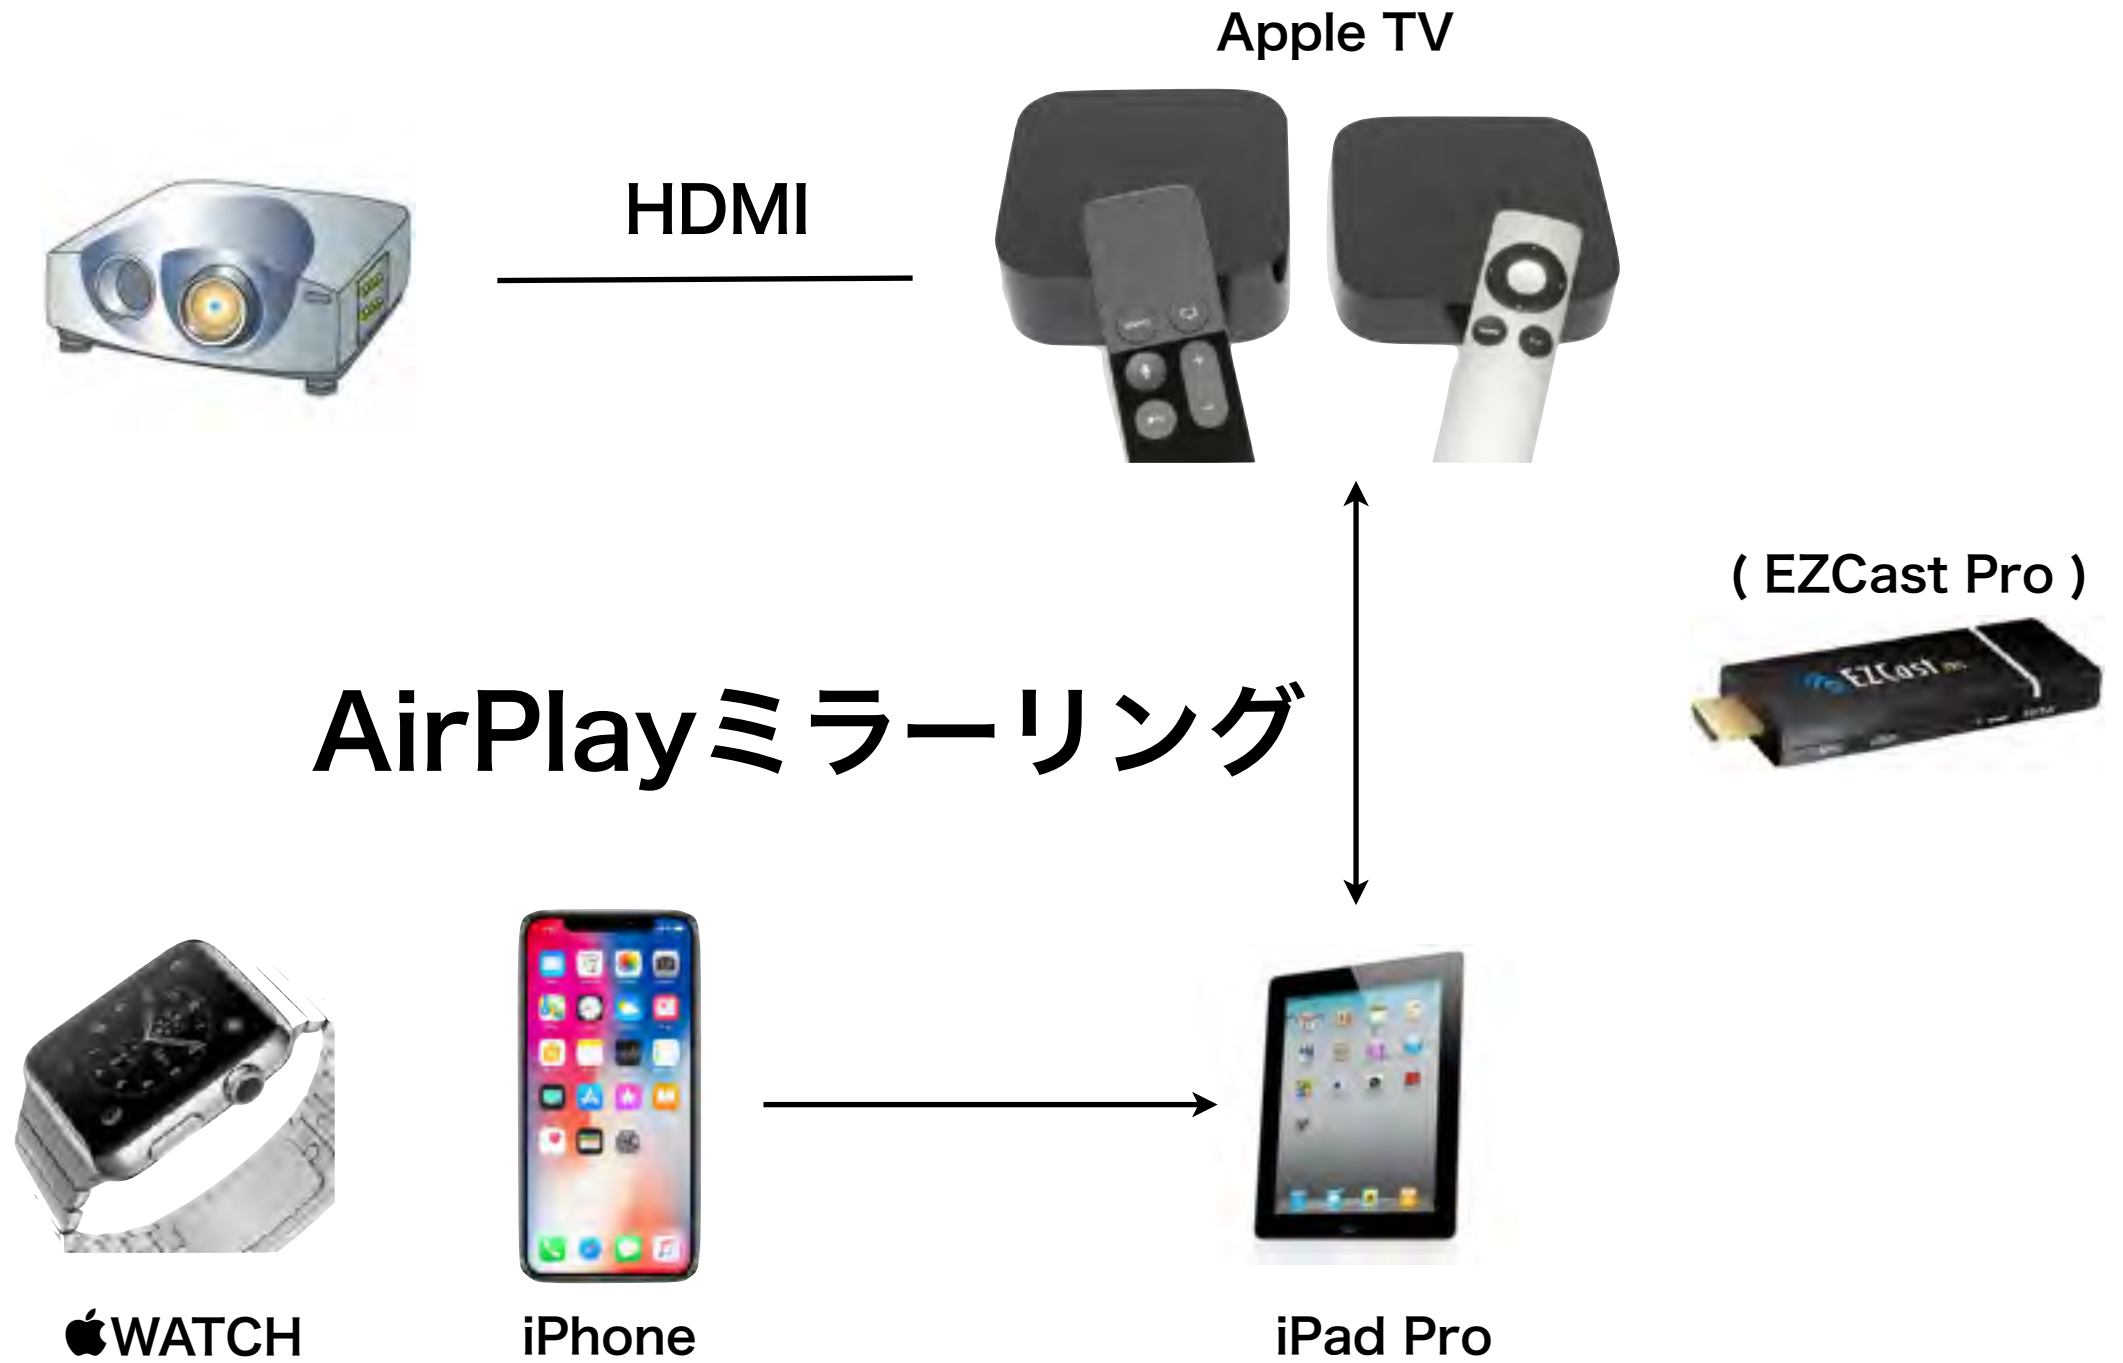 Apple TV
HDMI
( EZCast Pro )
EZCast
AirPlayミラーリング
WATCH
iPhone
iPad Pro